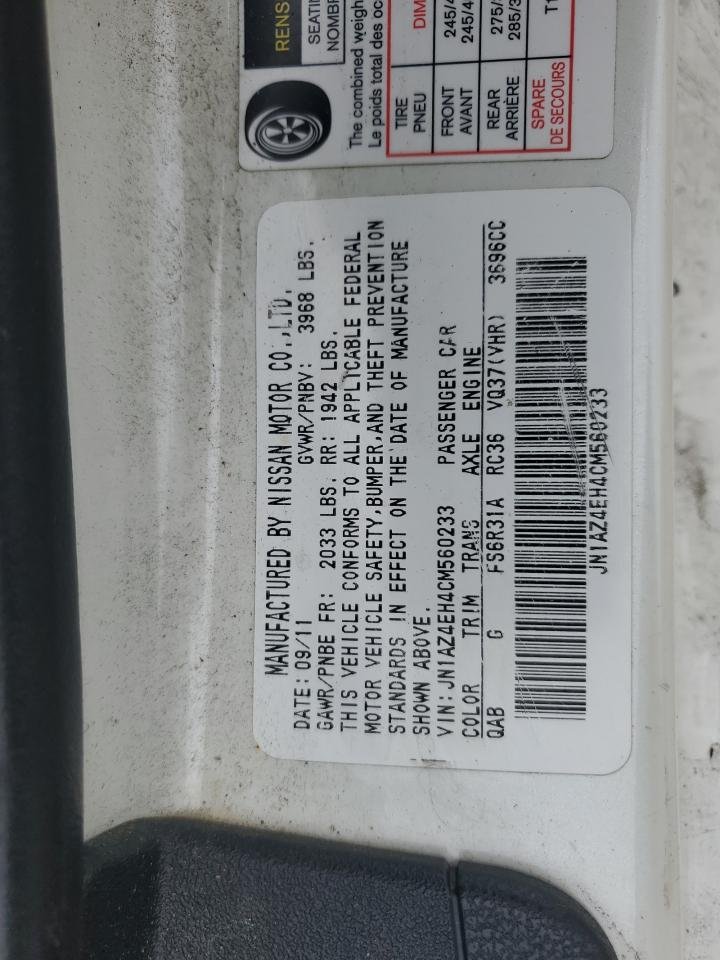 MANUFACTURED BY NISSAN MOTOR CO.,LTD.
DATE: 09/11 GVWR/PNBV: 3968 LBS.
GAWR/PNBE FR: 2033 LBS. RR: 1942 LBS.
THIS VEHICLE CONFORMS TO ALL APPLICABLE FEDERAL
MOTOR VEHICLE SAFETY,BUMPER,AND THEFT PREVENTION
STANDARDS IN EFFECT ON THE DATE OF MANUFACTURE
SHOWN ABOVE.
VIN:JN1AZ4EH4CM560233 PASSENGER CAR
COLOR TRIM TRANS AXLE ENGINE
QAB G FS6R31A RC36 VQ37(VHR) 3696CC
JN1AZ4EH4CM560233
The combined
Le poids total des
TIRE
PNEU
FRONT
AVANT
REAR
ARRIÈRE
SPARE
DE SECOURS